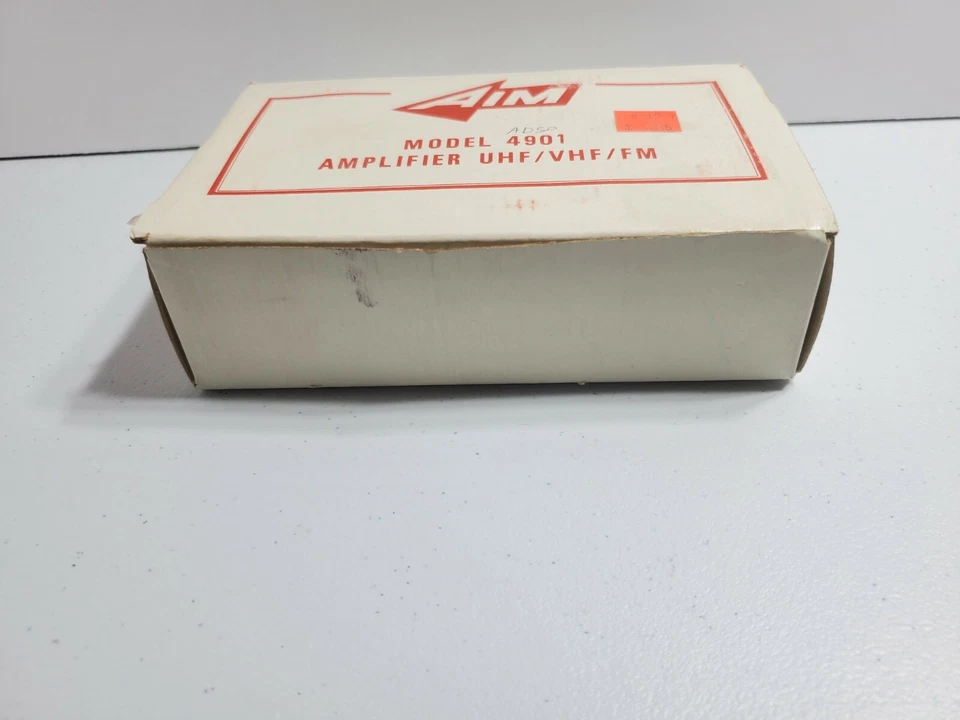 AIM
MODEL 4901
AMPLIFIER UHF/VHF/FM